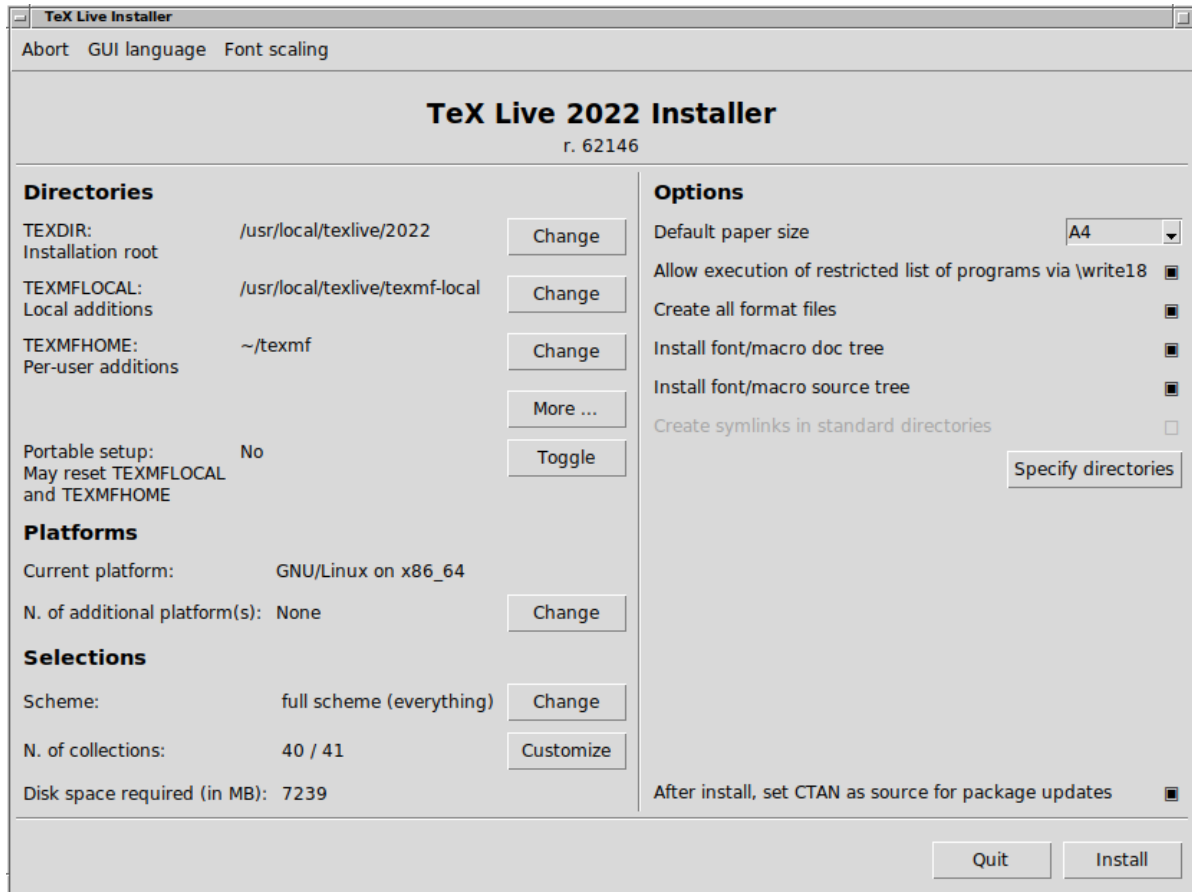 TeX Live Installer
Abort GUI language Font scaling
TeX Live 2022 Installer
r. 62146
Directories
TEXDIR: /usr/local/texlive/2022 Change
Installation root
TEXMFLOCAL: /usr/local/texlive/texmf-local Change
Local additions
TEXMFHOME: ~/texmf Change
Per-user additions
More ...
Portable setup: No Toggle
May reset TEXMFLOCAL
and TEXMFHOME
Platforms
Current platform: GNU/Linux on x86_64
N. of additional platform(s): None Change
Selections
Scheme: full scheme (everything) Change
N. of collections: 40 / 41 Customize
Disk space required (in MB): 7239
Options
Default paper size A4
Allow execution of restricted list of programs via \write18
Create all format files
Install font/macro doc tree
Install font/macro source tree
Create symlinks in standard directories
Specify directories
After install, set CTAN as source for package updates
Quit Install